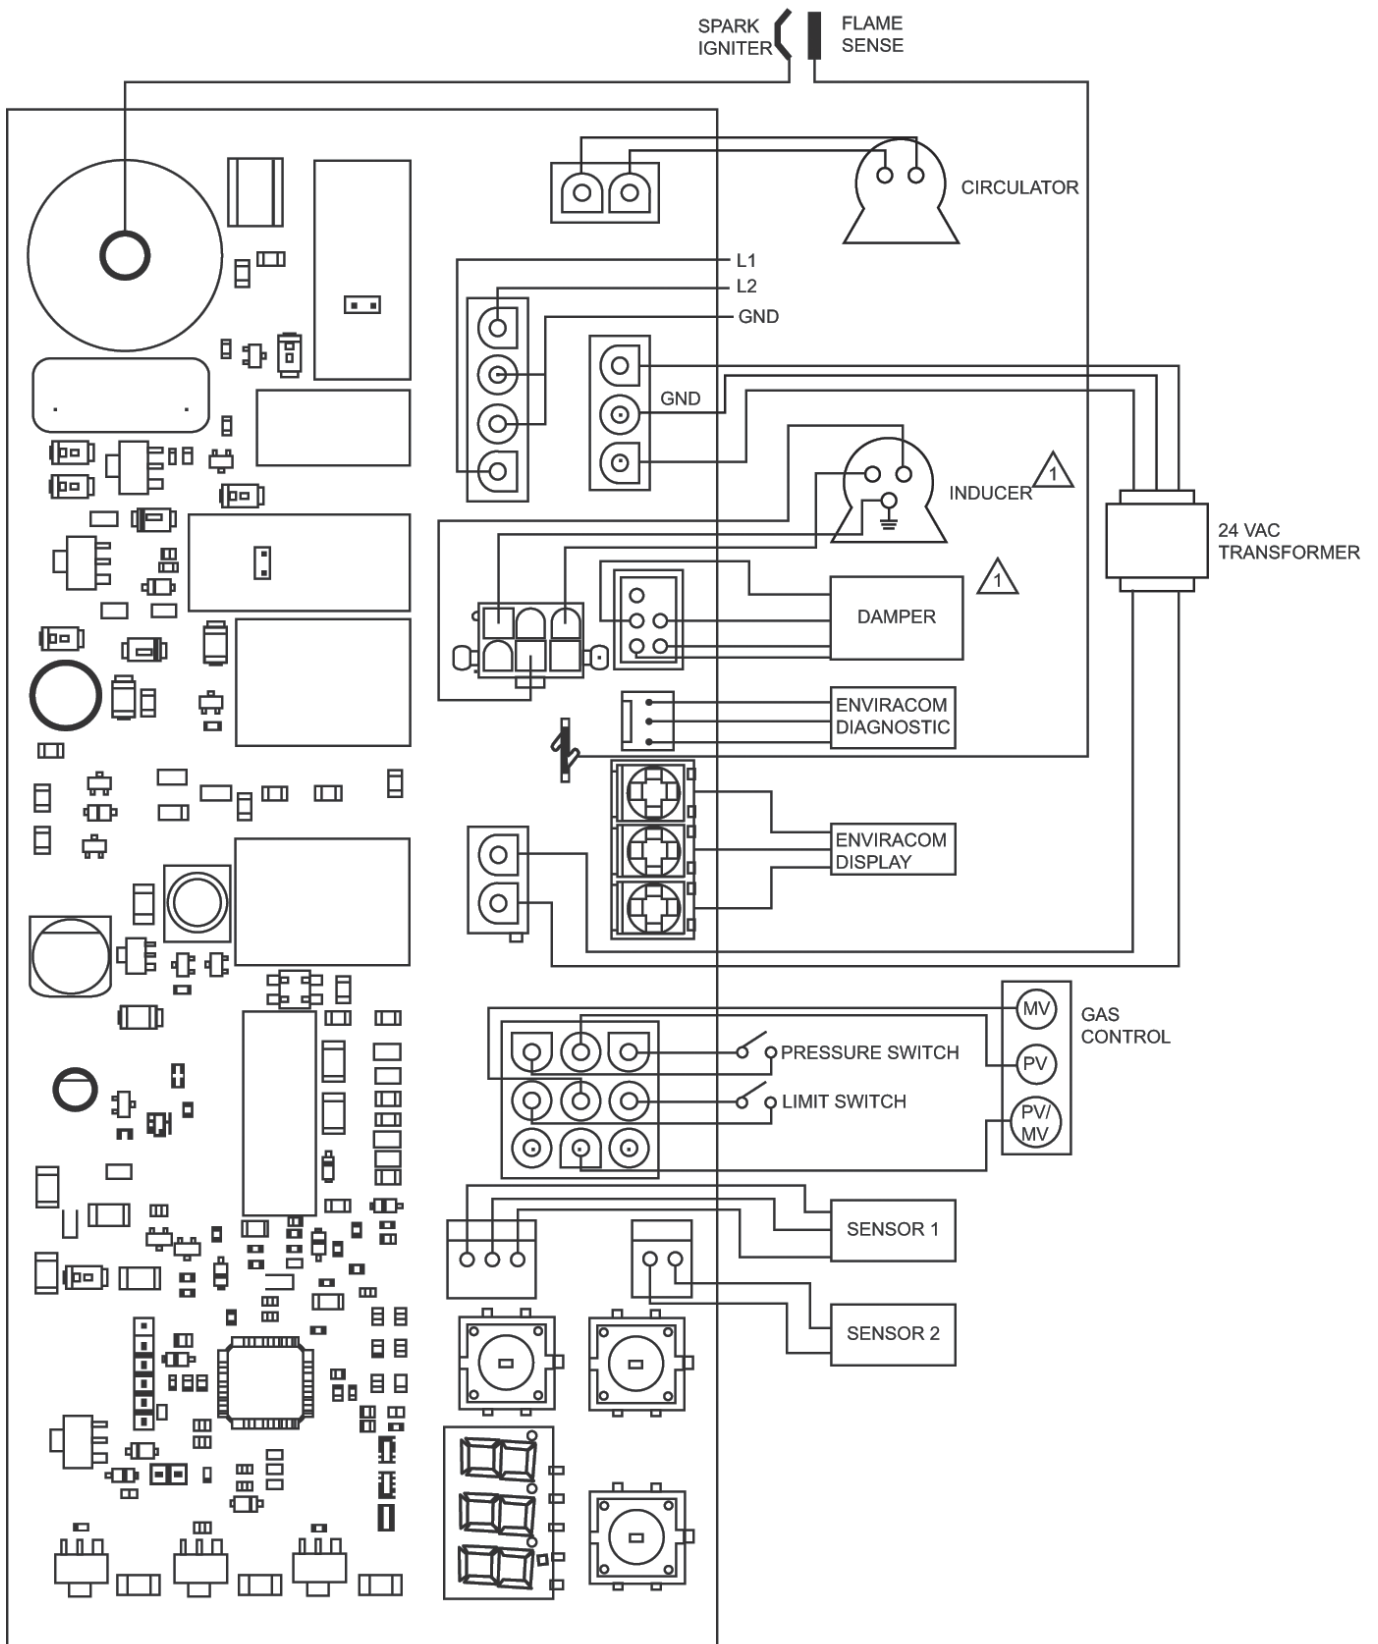 SPARK
IGNITER
FLAME
SENSE
CIRCULATOR
L1
L2
GND
GND
INDUCER
1
24 VAC
TRANSFORMER
1
DAMPER
ENVIRACOM
DIAGNOSTIC
ENVIRACOM
DISPLAY
MV
GAS
CONTROL
PRESSURE SWITCH
PV
LIMIT SWITCH
PV/
MV
SENSOR 1
SENSOR 2